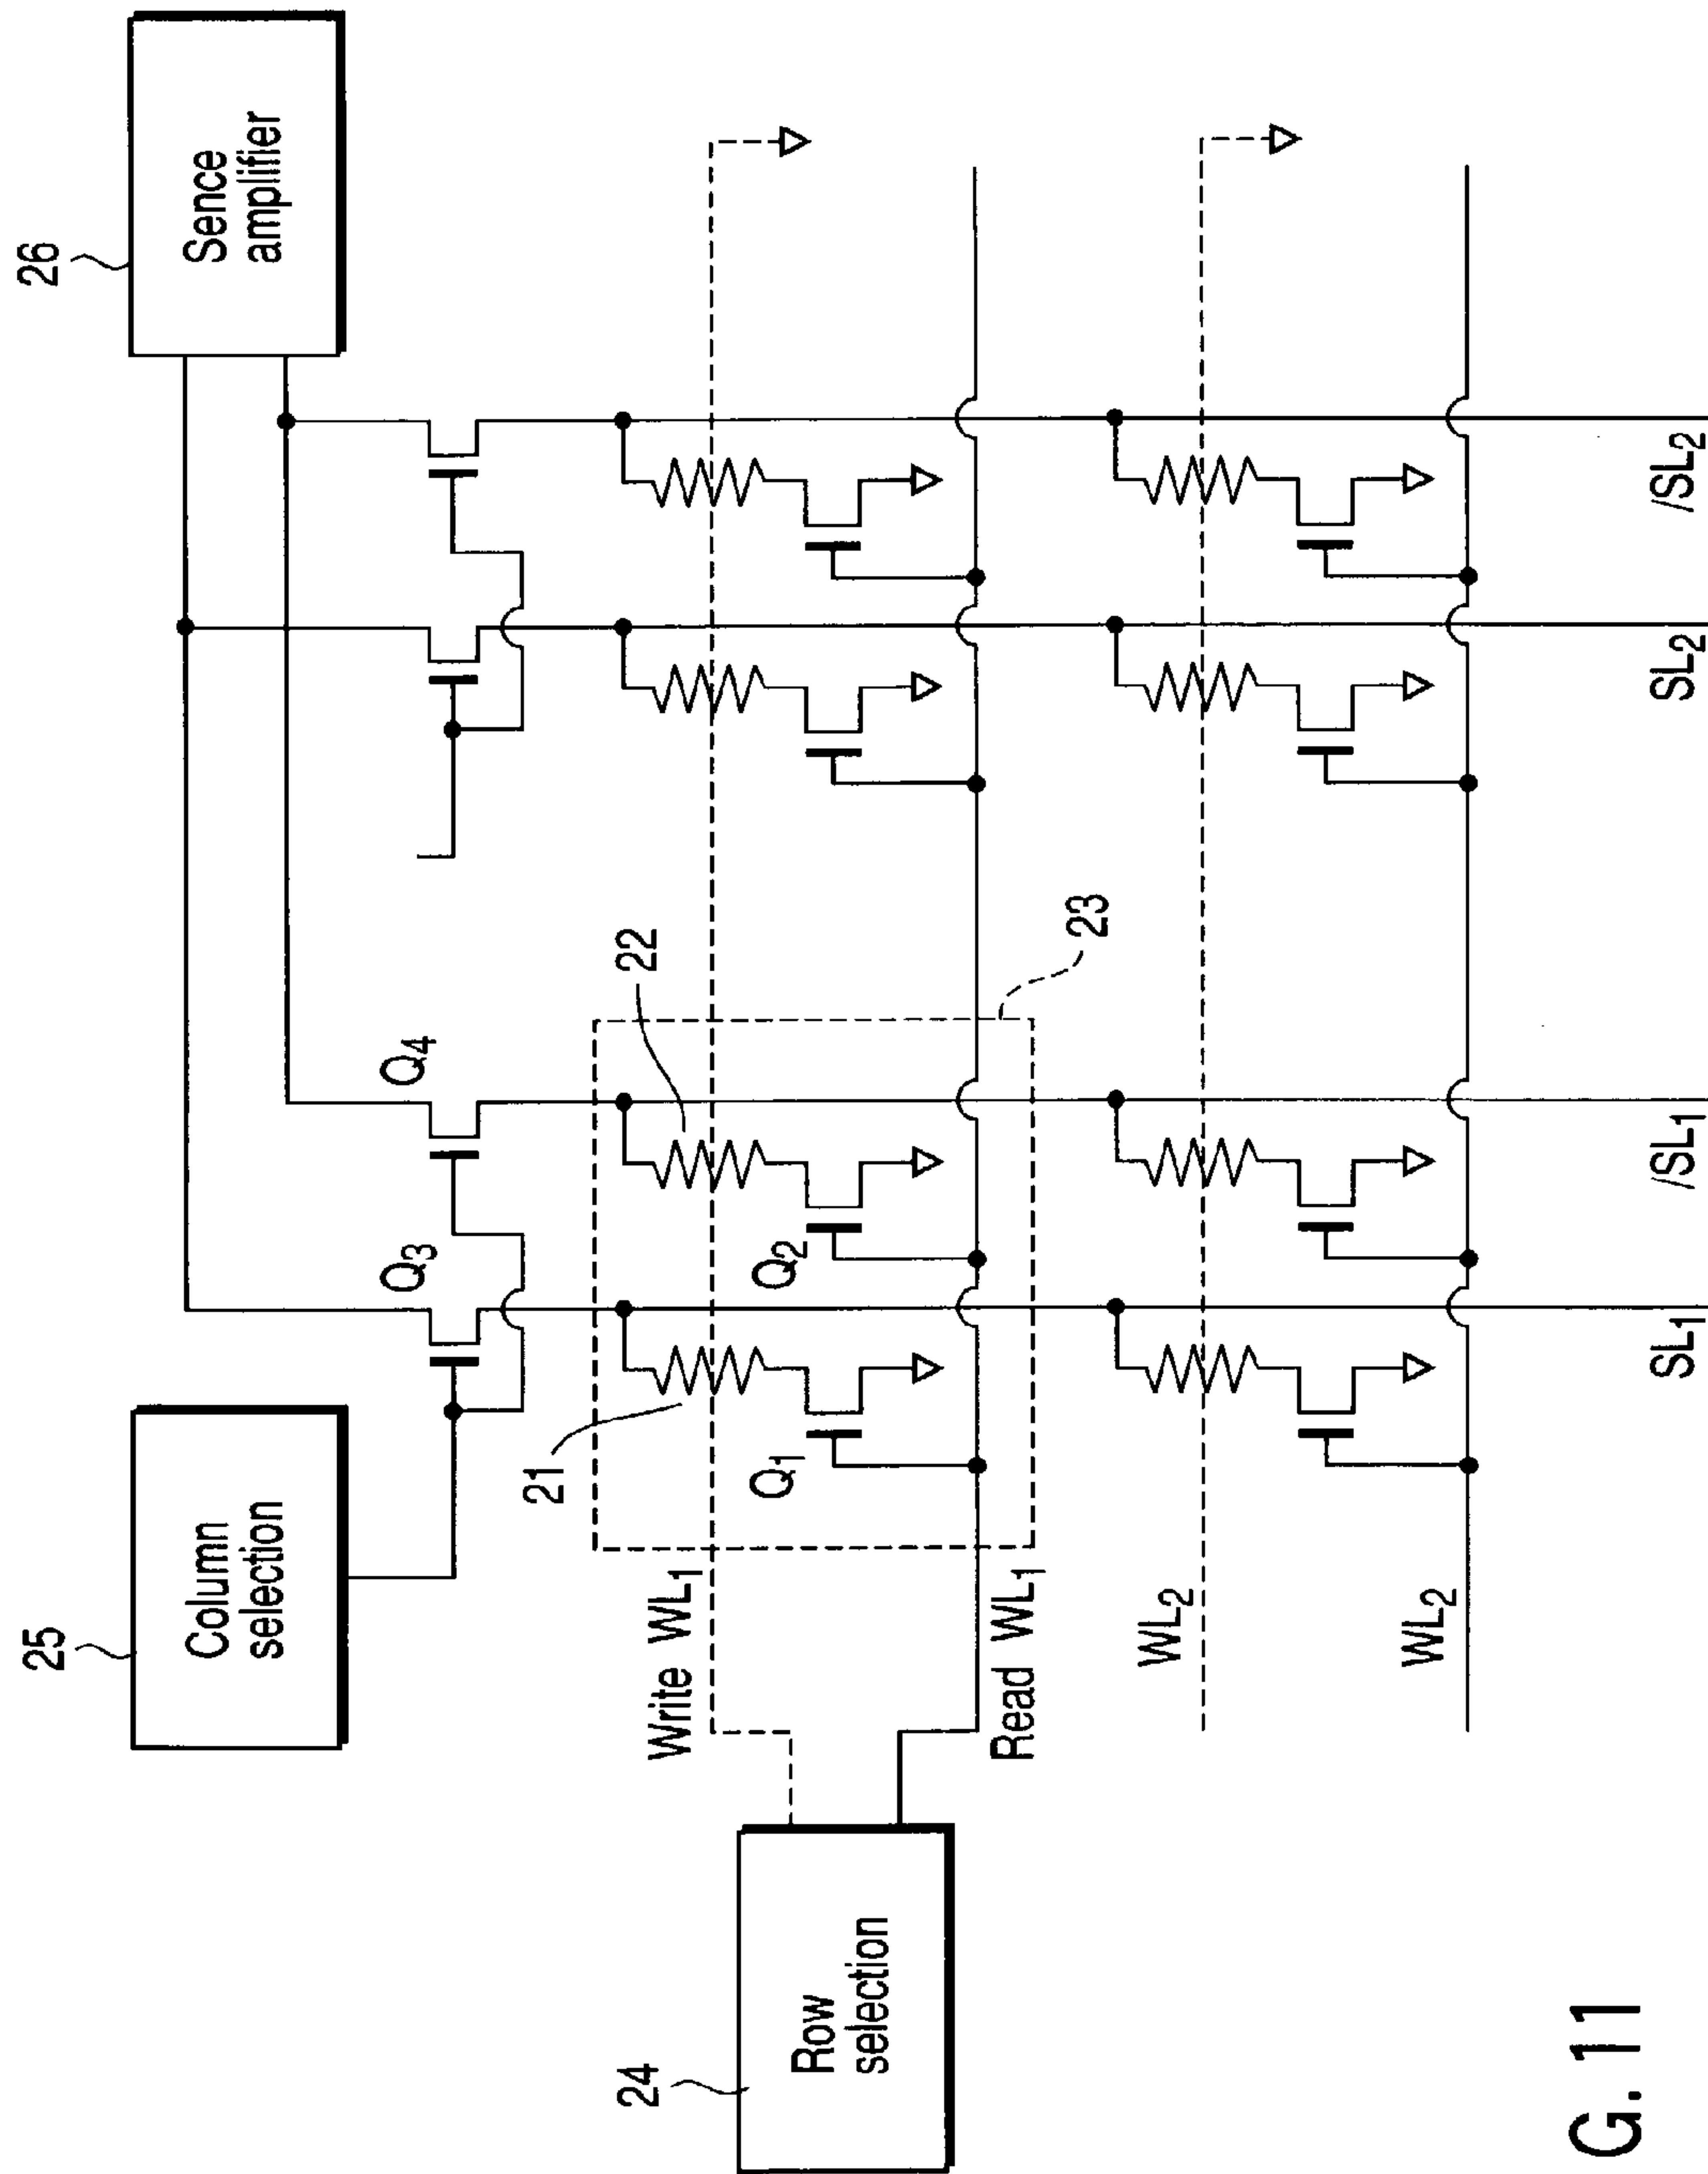 25
Column
selection
26
Sence
amplifier
Q3
Q4
21
22
Write WL1
Q1
Q2
23
24
Row
selection
Read WL1
WL2
WL2
SL1
/SL1
SL2
/SL2
G. 11